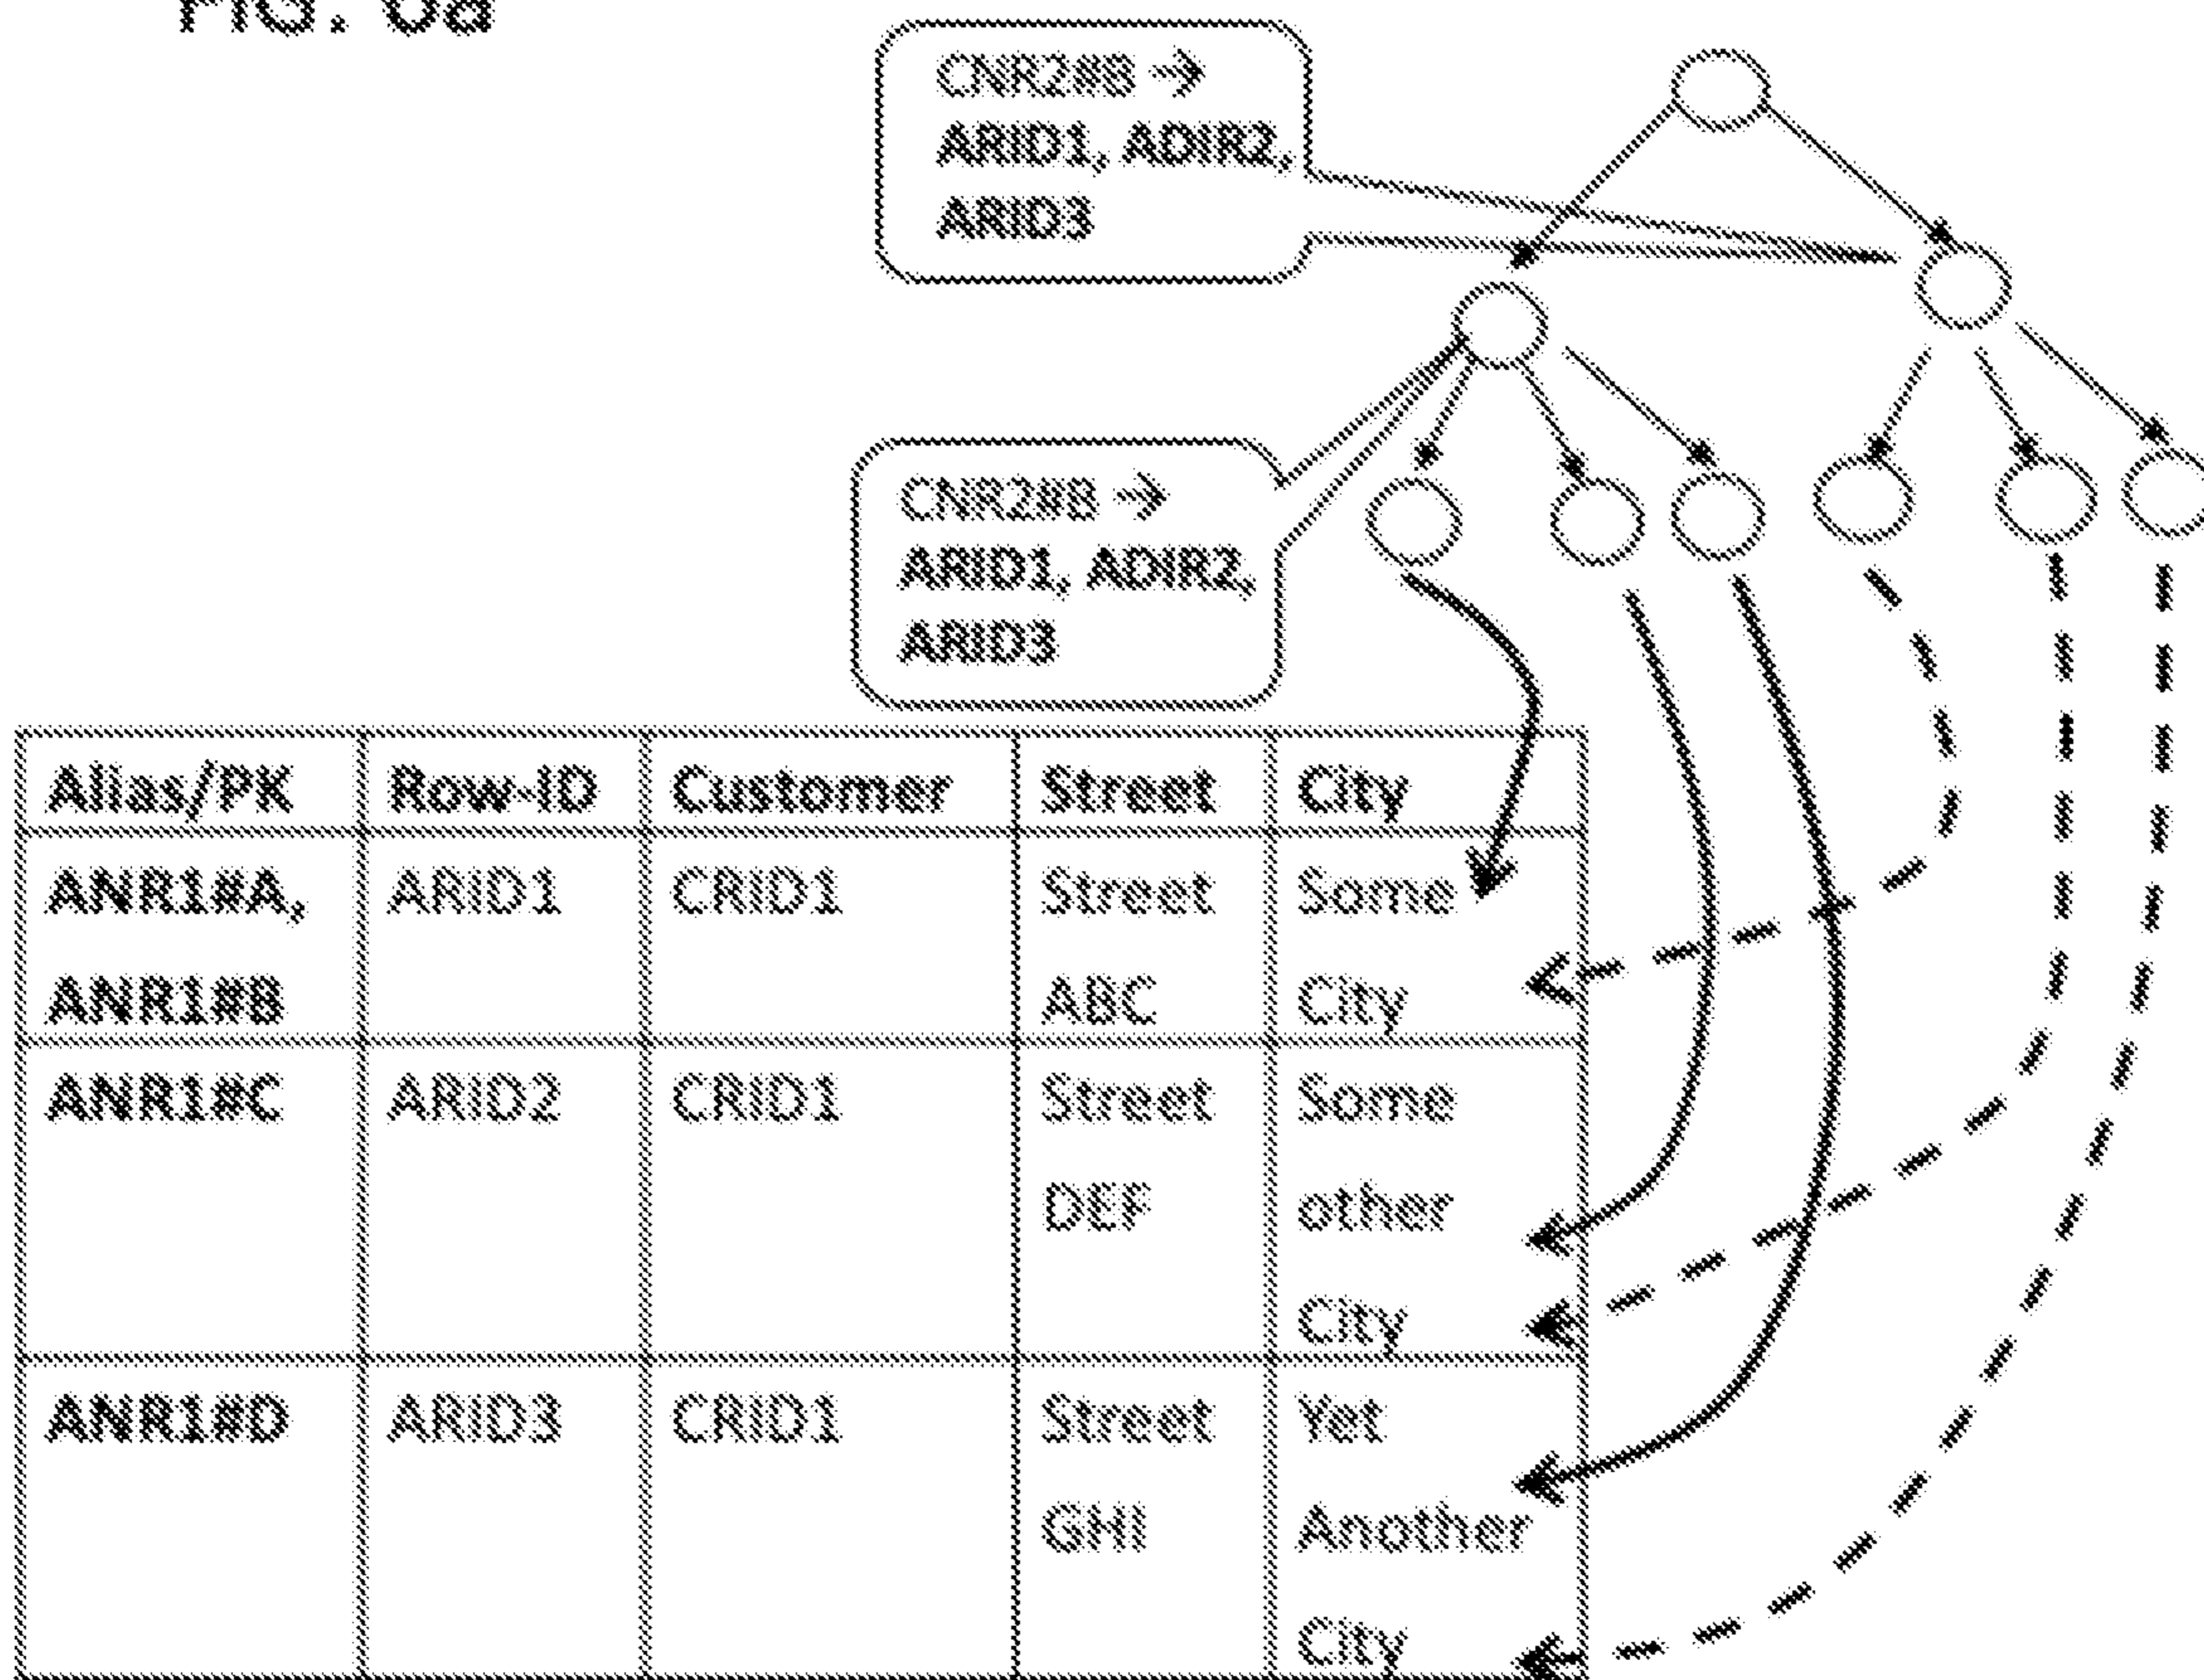 FIG. 6a
CNR2#B →
ARID1, ADIR2,
ARID3
CNR2#B →
ARID1, ADIR2,
ARID3
Alias/PK Row-ID Customer Street City
ANR1#A, ARID1 CRID1 Street Some
ANR1#B ABC City
ANR1#C ARID2 CRID1 Street Some
DEF other
City
ANR1#D ARID3 CRID1 Street Yet
GHI Another
City